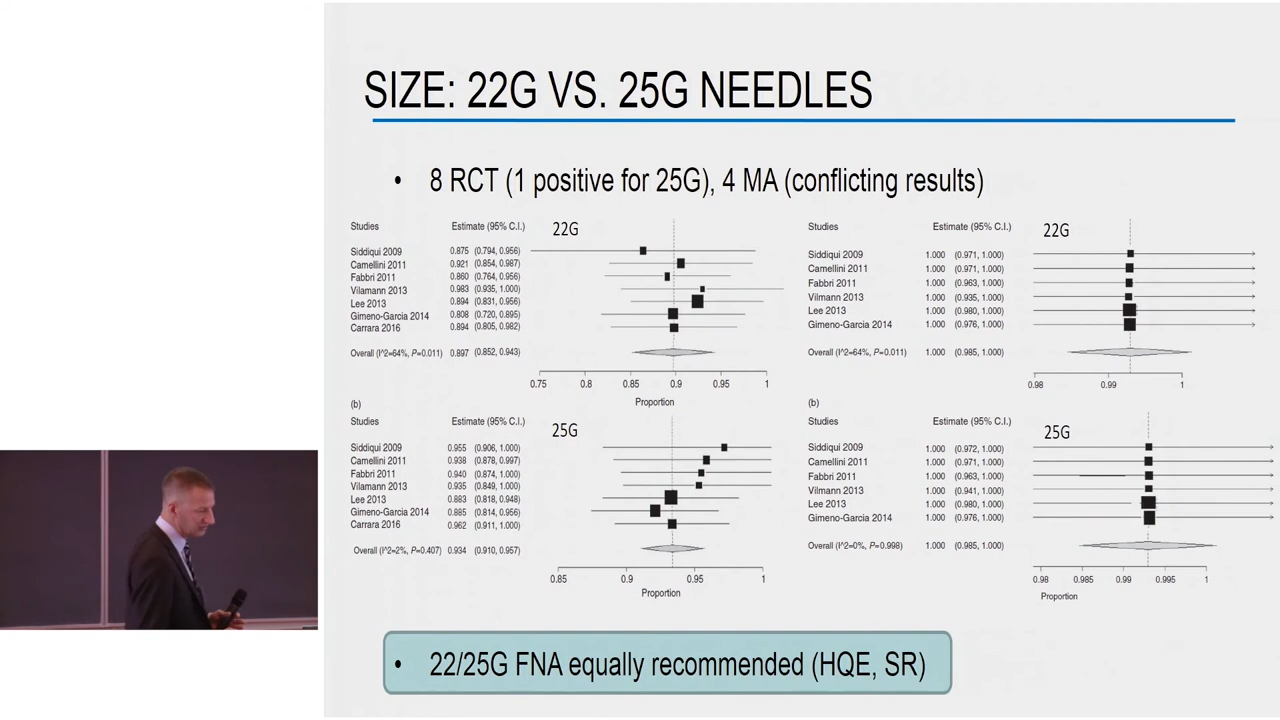 SIZE: 22G VS. 25G NEEDLES
• 8 RCT (1 positive for 25G), 4 MA (conflicting results)
Studies Estimate (95% C.I.) 22G
Siddiqui 2009 0.875 (0.794, 0.956)
Camellini 2011 0.921 (0.854, 0.987)
Fabbri 2011 0.860 (0.764, 0.956)
Vilamann 2013 0.983 (0.935, 1.000)
Lee 2013 0.894 (0.831, 0.956)
Gimeno-Garcia 2014 0.808 (0.720, 0.895)
Carrara 2016 0.894 (0.805, 0.982)
Overall (I^2=64%, P=0.011) 0.897 (0.852, 0.943)
0.75 0.8 0.85 0.9 0.95 1
Proportion
Studies Estimate (95% C.I.) 22G
Siddiqui 2009 1.000 (0.971, 1.000)
Camellini 2011 1.000 (0.971, 1.000)
Fabbri 2011 1.000 (0.963, 1.000)
Vilmann 2013 1.000 (0.935, 1.000)
Lee 2013 1.000 (0.980, 1.000)
Gimeno-Garcia 2014 1.000 (0.976, 1.000)
Overall (I^2=64%, P=0.011) 1.000 (0.985, 1.000)
0.98 0.99 1
(b)
Studies Estimate (95% C.I.) 25G
Siddiqui 2009 0.955 (0.906, 1.000)
Camellini 2011 0.938 (0.878, 0.997)
Fabbri 2011 0.940 (0.874, 1.000)
Vilamann 2013 0.935 (0.849, 1.000)
Lee 2013 0.883 (0.818, 0.948)
Gimeno-Garcia 2014 0.885 (0.814, 0.956)
Carrara 2016 0.962 (0.911, 1.000)
Overall (I^2=2%, P=0.407) 0.934 (0.910, 0.957)
0.85 0.9 0.95 1
Proportion
(b)
Studies Estimate (95% C.I.) 25G
Siddiqui 2009 1.000 (0.972, 1.000)
Camellini 2011 1.000 (0.971, 1.000)
Fabbri 2011 1.000 (0.963, 1.000)
Vilmann 2013 1.000 (0.941, 1.000)
Lee 2013 1.000 (0.980, 1.000)
Gimeno-Garcia 2014 1.000 (0.976, 1.000)
Overall (I^2=0%, P=0.998) 1.000 (0.985, 1.000)
0.98 0.985 0.99 0.995 1
Proportion
• 22/25G FNA equally recommended (HQE, SR)